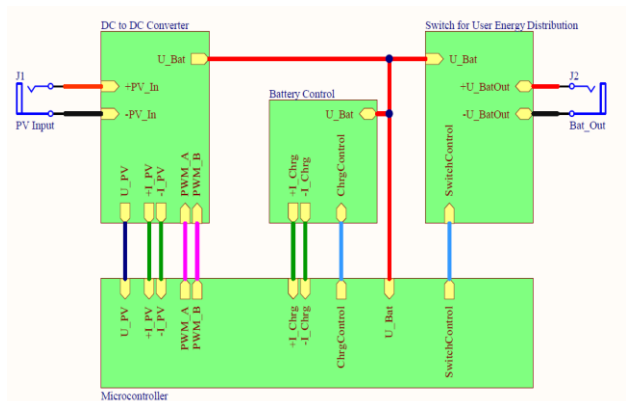 DC to DC Converter
Switch for User Energy Distribution
U_Bat
U_Bat
J1
J2
+PV_In
+U_BatOut
Battery Control
-PV_In
U_Bat
-U_BatOut
PV Input
Bat_Out
U_PV
+I_PV
-I_PV
PWM_A
PWM_B
+I_Chrg
-I_Chrg
ChrgControl
SwitchControl
U_PV
+I_PV
-I_PV
PWM_A
PWM_B
+I_Chrg
-I_Chrg
ChrgControl
U_Bat
SwitchControl
Microcontroller